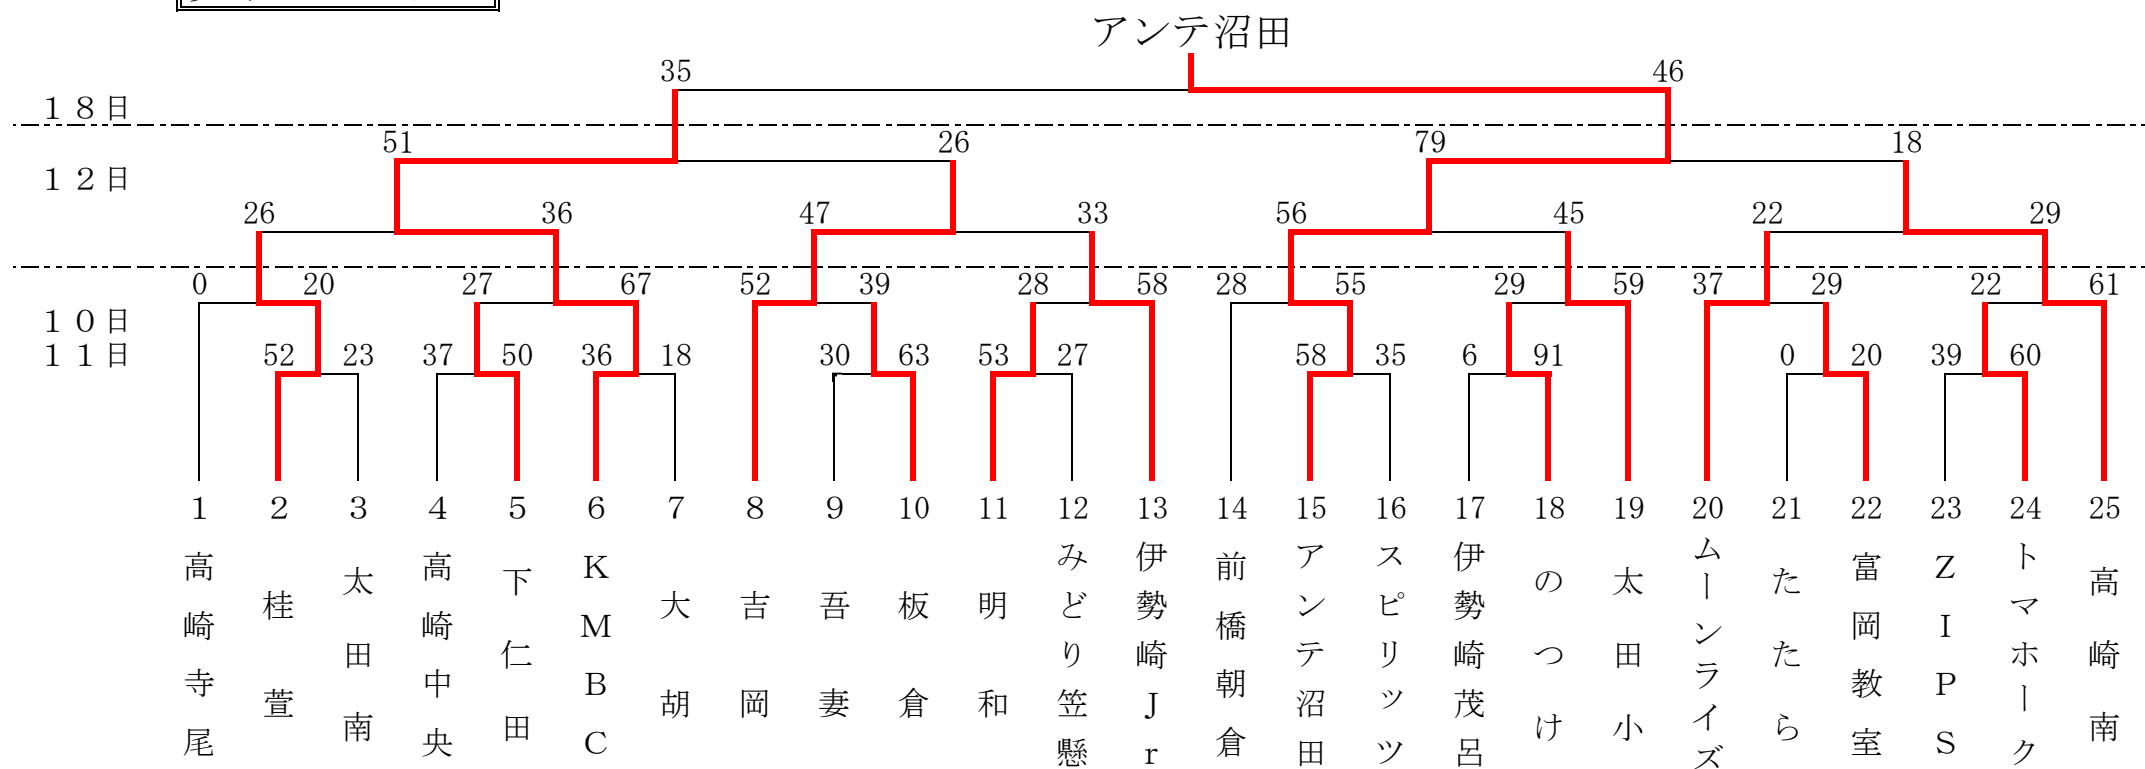 アンテ沼田
35 46
18日
51 26 79 18
12日
26 36 47 33 56 45 22 29
0 20 27 67 52 39 28 58 28 55 29 59 37 29 22 61
10日
11日
52 23 37 50 36 18 30 63 53 27 58 35 6 91 0 20 39 60
1 2 3 4 5 6 7 8 9 10 11 12 13 14 15 16 17 18 19 20 21 22 23 24 25
高崎寺尾
桂萱
太田南
高崎中央
下仁田
KMBC
大胡
吉岡
吾妻
板倉
明和
みどり笠懸
伊勢崎Jr
前橋朝倉
アンテ沼田
スピリッツ
伊勢崎茂呂
のつけ
太田小
ムーンライズ
たたら
富岡教室
ZIPS
トマホーク
高崎南